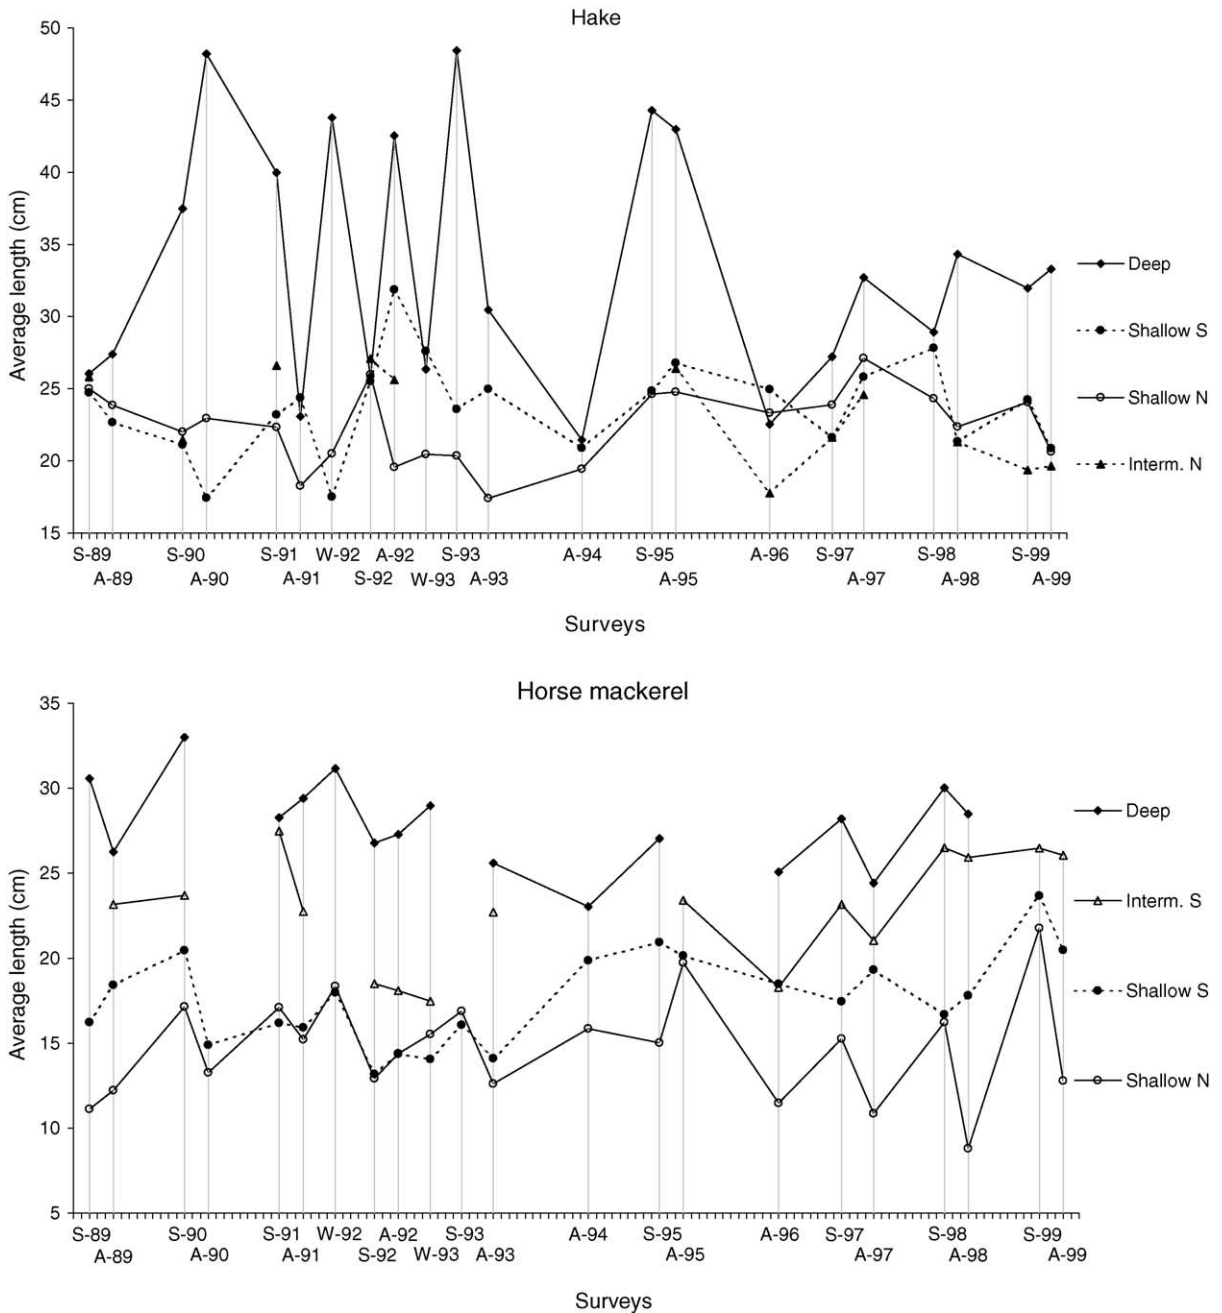 Hake
50
45
40
35
30
25
20
15
Average length (cm)
Deep
Shallow S
Shallow N
Interm. N
S-89 S-90 S-91 W-92 A-92 S-93 A-94 S-95 A-96 S-97 S-98 S-99
A-89 A-90 A-91 S-92 W-93 A-93 A-95 A-97 A-98 A-99
Surveys
Horse mackerel
35
30
25
20
15
10
5
Average length (cm)
Deep
Interm. S
Shallow S
Shallow N
S-89 S-90 S-91 W-92 A-92 S-93 A-94 S-95 A-96 S-97 S-98 S-99
A-89 A-90 A-91 S-92 W-93 A-93 A-95 A-97 A-98 A-99
Surveys